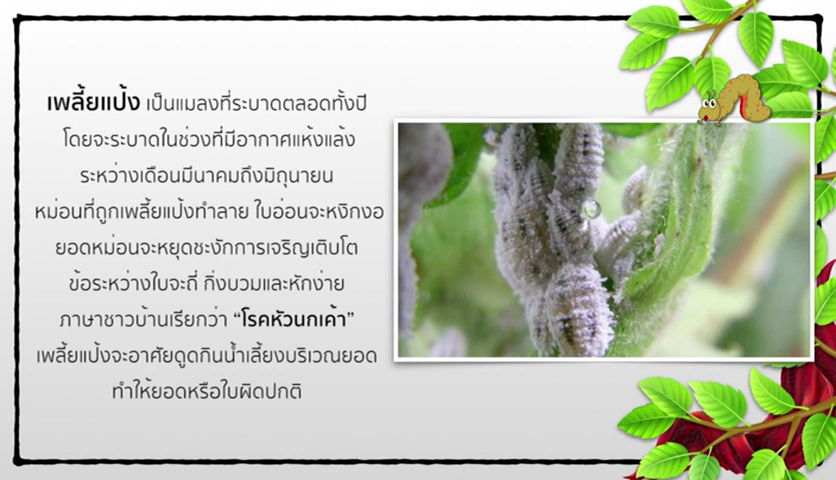 เพลี้ยแป้ง เป็นแมลงที่ระบาดตลอดทั้งปี
โดยจะระบาดในช่วงที่มีอากาศแห้งแล้ง
ระหว่างเดือนมีนาคมถึงมิถุนายน
หม่อนที่ถูกเพลี้ยแป้งทำลาย ใบอ่อนจะหงิกงอ
ยอดหม่อนจะหยุดชะงักการเจริญเติบโต
ข้อระหว่างใบจะถี่ กิ่งบวมและหักง่าย
ภาษาชาวบ้านเรียกว่า “โรคหัวนกเค้า”
เพลี้ยแป้งจะอาศัยดูดกินน้ำเลี้ยงบริเวณยอด
ทำให้ยอดหรือใบผิดปกติ